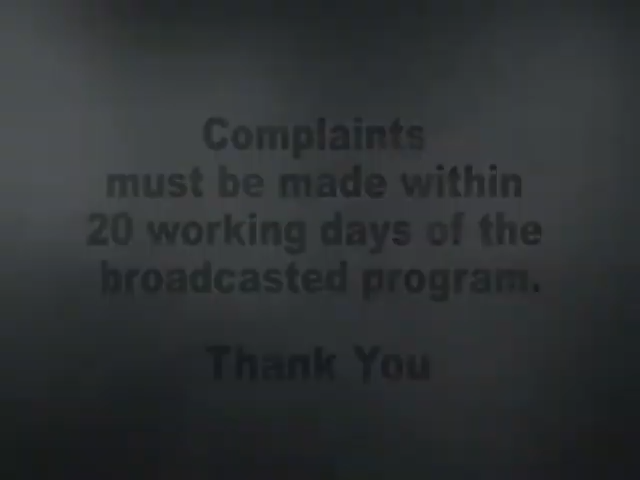 Complaints
must be made within
20 working days of the
broadcasted program.
Thank You